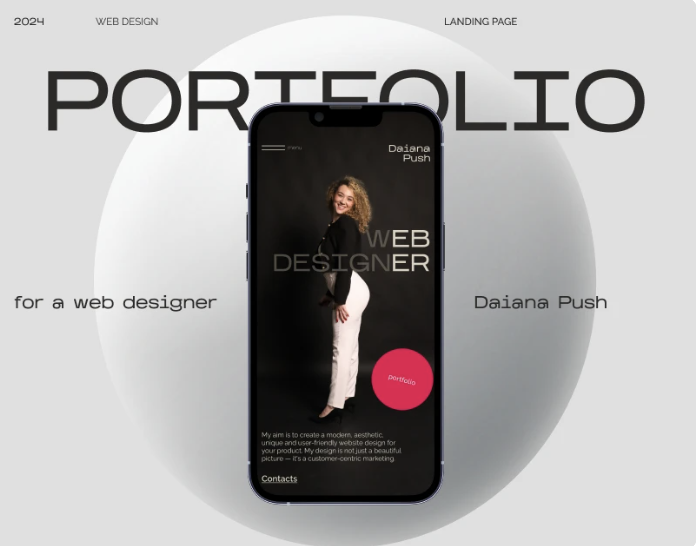 2024 WEB DESIGN LANDING PAGE
PORTFOLIO
menu
Daiana
Push
WEB
DESIGNER
for a web designer
Daiana Push
portfolio
My aim is to create a modern, aesthetic,
unique and user-friendly website design for
your product. My design is not just a beautiful
picture — it's a customer-centric marketing.
Contacts